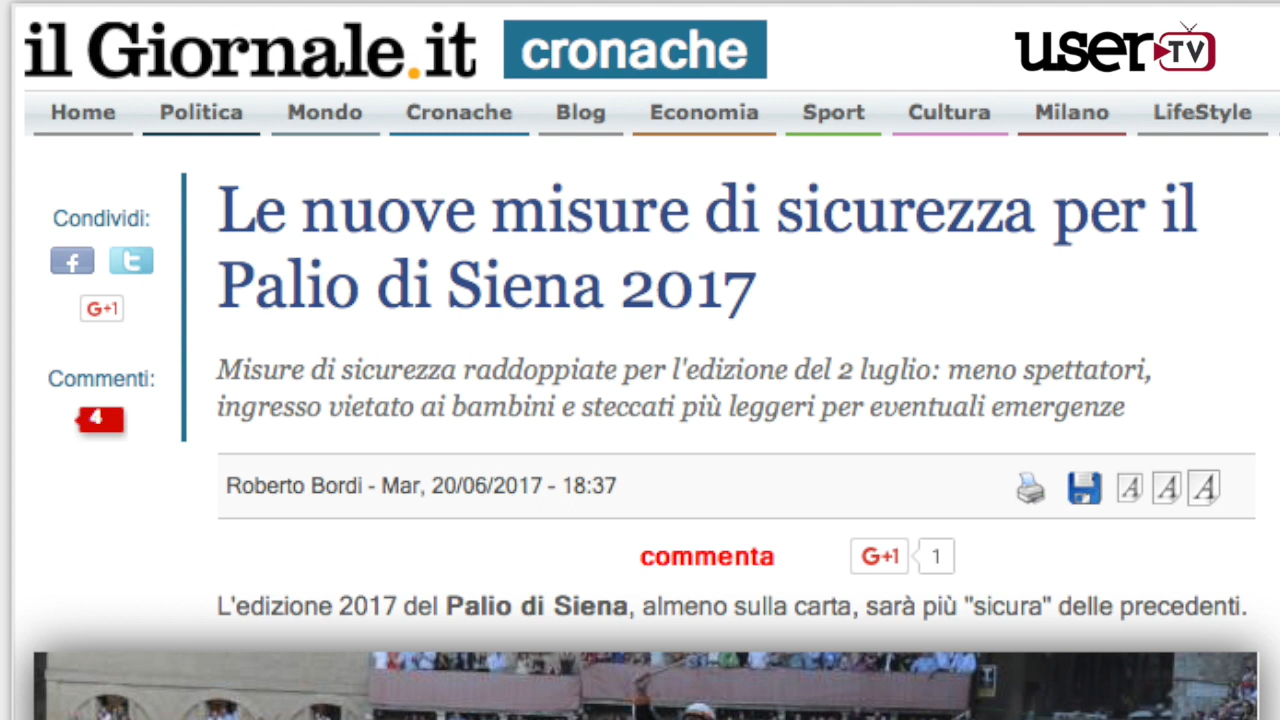 il Giornale.it cronache
user TV
Home Politica Mondo Cronache Blog Economia Sport Cultura Milano LifeStyle
Condividi:
f t
G+1
Commenti:
4
Le nuove misure di sicurezza per il
Palio di Siena 2017
Misure di sicurezza raddoppiate per l'edizione del 2 luglio: meno spettatori,
ingresso vietato ai bambini e steccati più leggeri per eventuali emergenze
Roberto Bordi - Mar, 20/06/2017 - 18:37
A A A
commenta G+1 1
L'edizione 2017 del Palio di Siena, almeno sulla carta, sarà più "sicura" delle precedenti.